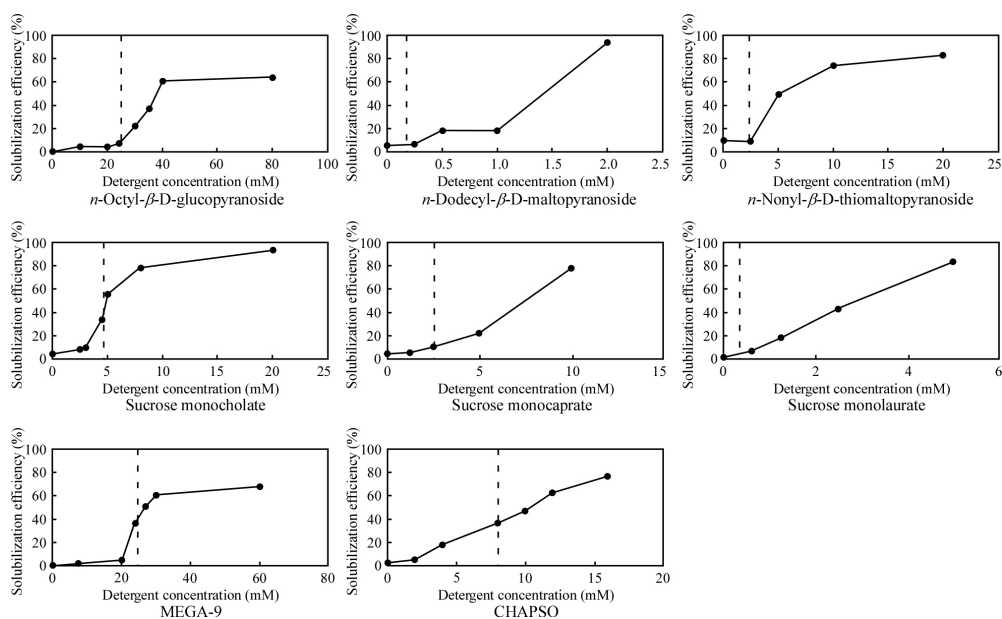 Solubilization efficiency (%)
100
80
60
40
20
0
0 20 40 60 80 100
Detergent concentration (mM)
n-Octyl-β-D-glucopyranoside
Solubilization efficiency (%)
100
80
60
40
20
0
0 0.5 1.0 1.5 2.0 2.5
Detergent concentration (mM)
n-Dodecyl-β-D-maltopyranoside
Solubilization efficiency (%)
100
80
60
40
20
0
0 5 10 15 20 25
Detergent concentration (mM)
n-Nonyl-β-D-thiomaltopyranoside
Solubilization efficiency (%)
100
80
60
40
20
0
0 5 10 15 20 25
Detergent concentration (mM)
Sucrose monocholate
Solubilization efficiency (%)
100
80
60
40
20
0
0 5 10 15
Detergent concentration (mM)
Sucrose monocaprate
Solubilization efficiency (%)
100
80
60
40
20
0
0 2 4 6
Detergent concentration (mM)
Sucrose monolaurate
Solubilization efficiency (%)
100
80
60
40
20
0
0 20 40 60 80
Detergent concentration (mM)
MEGA-9
Solubilization efficiency (%)
100
80
60
40
20
0
0 5 10 15 20
Detergent concentration (mM)
CHAPSO